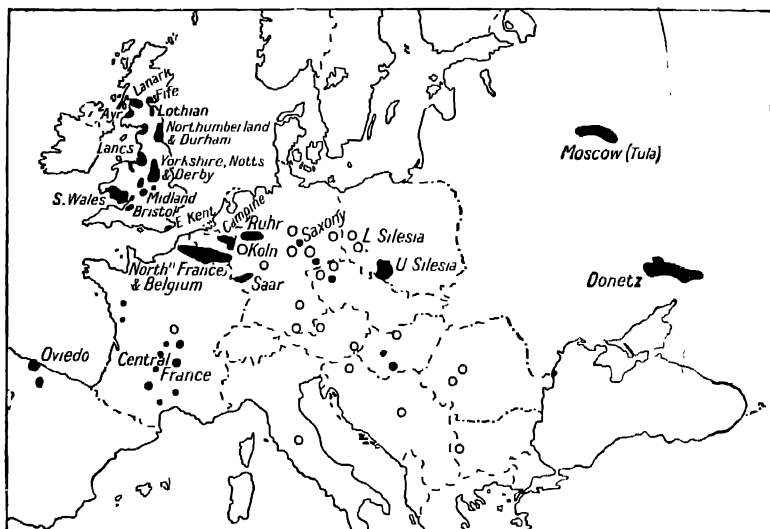 Lanark
Fife
Ayr
Lothian
Northumberland
& Durham
Lancs
Yorkshire, Notts
& Derby
S. Wales
Midland
Bristol
E Kent
Campine
Ruhr
Köln
Saxony
L Silesia
U Silesia
North" France
& Belgium
Saar
Moscow (Tula)
Donetz
Oviedo
Central
France